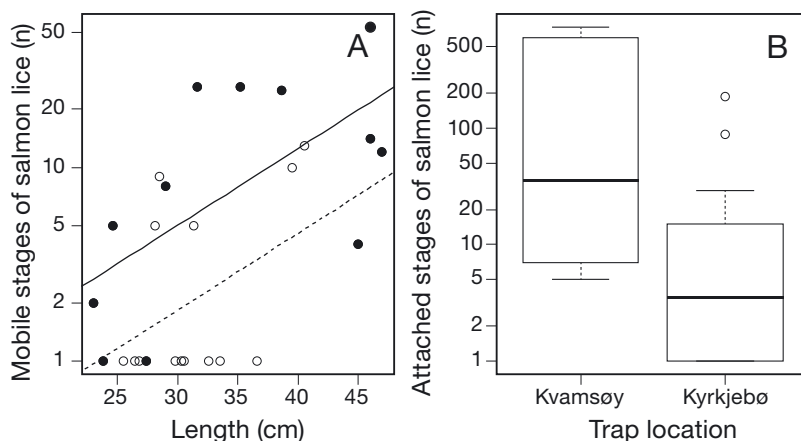 Mobile stages of salmon lice (n)
50
20
10
5
2
1
A
25 30 35 40 45
Length (cm)
Attached stages of salmon lice (n)
500
200
100
50
20
10
5
2
1
B
Kvamsøy Kyrkjebø
Trap location